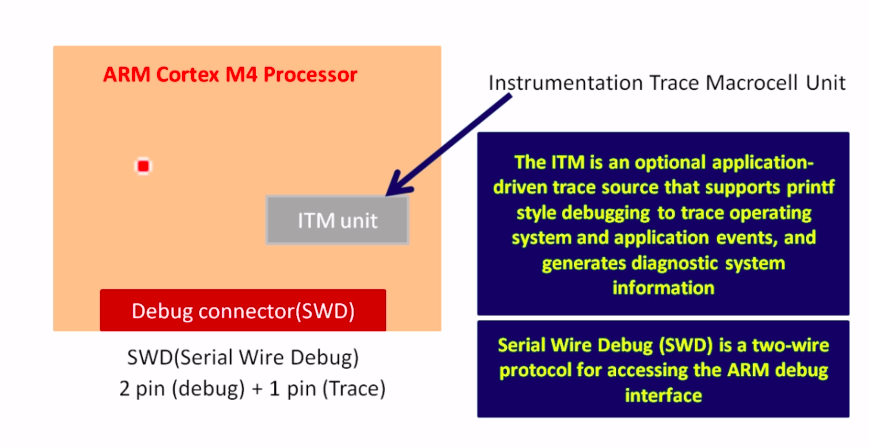 ARM Cortex M4 Processor
ITM unit
Debug connector(SWD)
SWD(Serial Wire Debug)
2 pin (debug) + 1 pin (Trace)
Instrumentation Trace Macrocell Unit
The ITM is an optional application-
driven trace source that supports printf
style debugging to trace operating
system and application events, and
generates diagnostic system
information
Serial Wire Debug (SWD) is a two-wire
protocol for accessing the ARM debug
interface